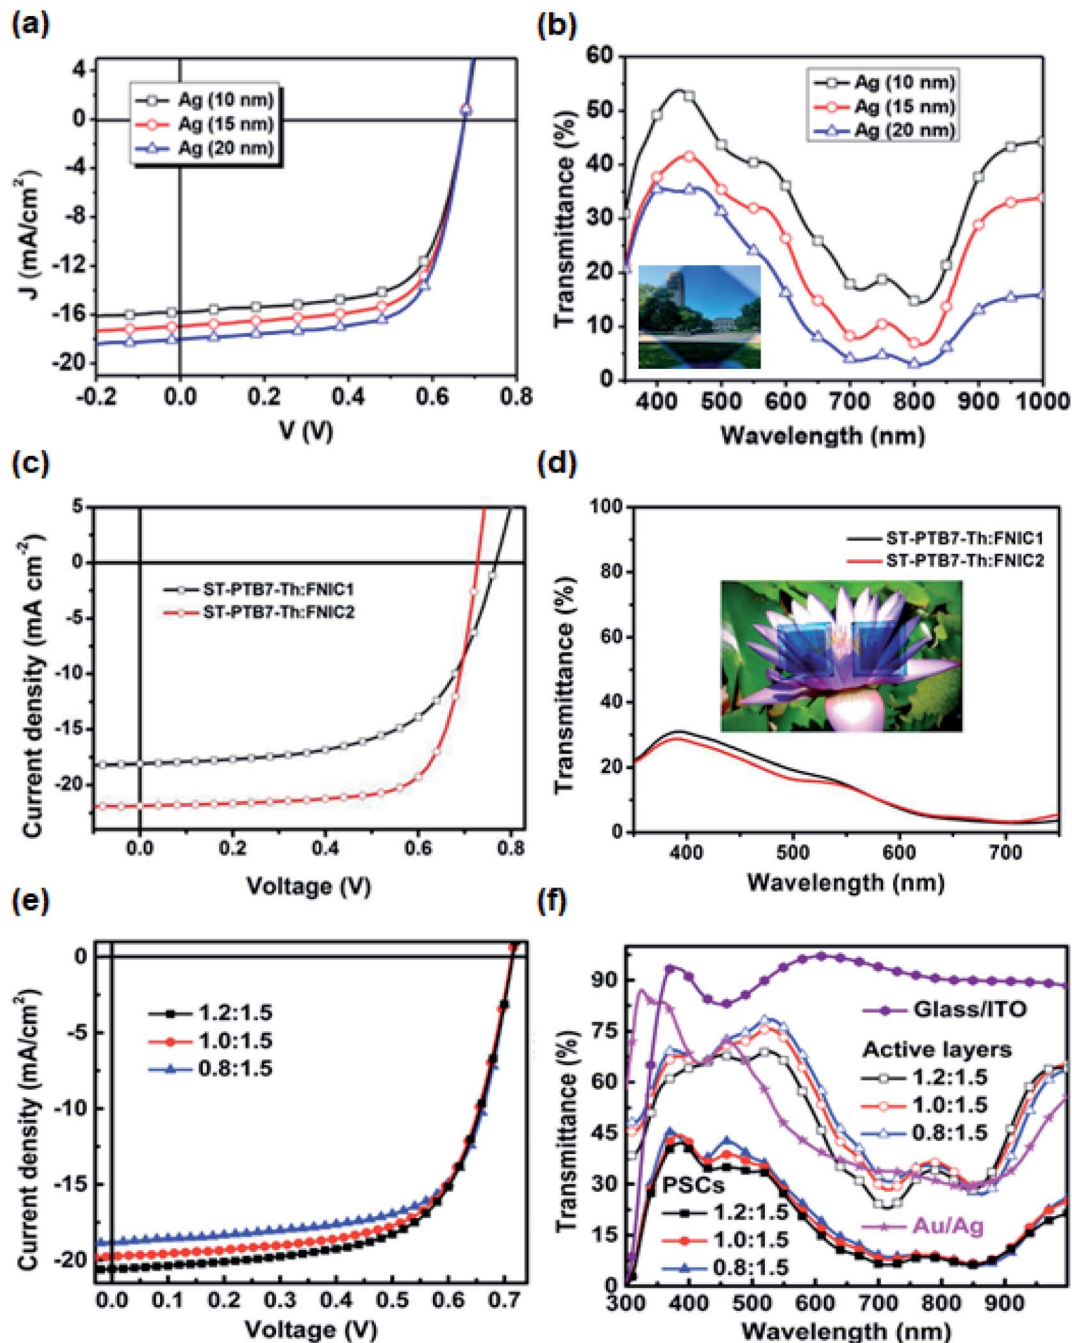 (a)
4
0
-4
-8
-12
-16
-20
J (mA/cm²)
Ag (10 nm)
Ag (15 nm)
Ag (20 nm)
-0.2 0.0 0.2 0.4 0.6 0.8
V (V)
(b)
60
50
40
30
20
10
0
Transmittance (%)
Ag (10 nm)
Ag (15 nm)
Ag (20 nm)
400 500 600 700 800 900 1000
Wavelength (nm)
(c)
5
0
-5
-10
-15
-20
Current density (mA cm⁻²)
ST-PTB7-Th:FNIC1
ST-PTB7-Th:FNIC2
0.0 0.2 0.4 0.6 0.8
Voltage (V)
(d)
100
80
60
40
20
0
Transmittance (%)
ST-PTB7-Th:FNIC1
ST-PTB7-Th:FNIC2
400 500 600 700
Wavelength (nm)
(e)
0
-5
-10
-15
-20
Current density (mA/cm²)
1.2:1.5
1.0:1.5
0.8:1.5
0.0 0.1 0.2 0.3 0.4 0.5 0.6 0.7
Voltage (V)
(f)
90
75
60
45
30
15
0
Transmittance (%)
Glass/ITO
Active layers
1.2:1.5
1.0:1.5
0.8:1.5
PSCs
1.2:1.5
1.0:1.5
0.8:1.5
Au/Ag
300 400 500 600 700 800 900
Wavelength (nm)